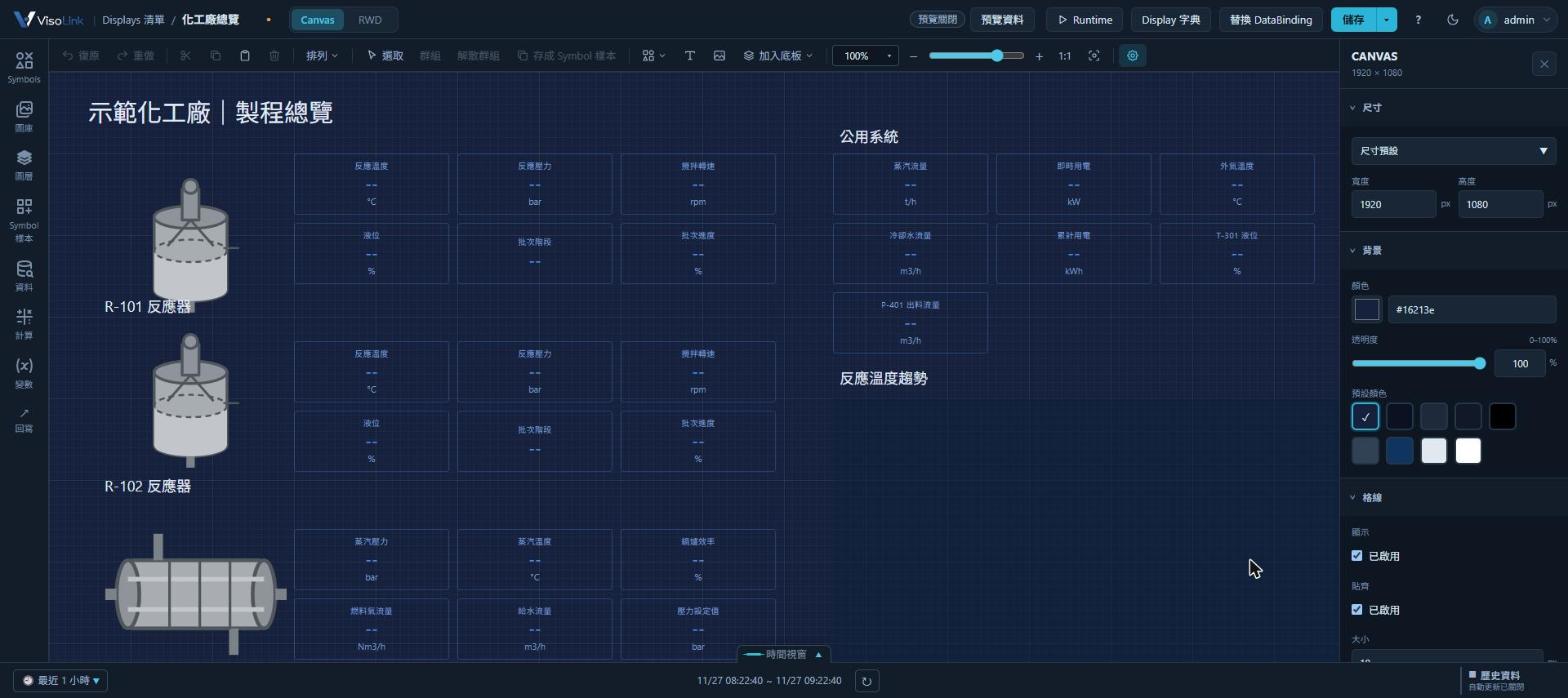 VisoLink
Displays 清單 / 化工廠總覽
Canvas
RWD
預覽關閉
預覽資料
Runtime
Display 字典
替換 DataBinding
儲存
?
A
admin
復原
重做
排列
選取
群組
解散群組
存成 Symbol 樣本
T
加入底板
100%
1:1
Symbols
圖庫
圖層
Symbol
樣本
資料
計算
(x)
變數
回寫
示範化工廠｜製程總覽
反應溫度
--
°C
反應壓力
--
bar
攪拌轉速
--
rpm
液位
--
%
批次階段
--
批次進度
--
%
R-101 反應器
反應溫度
--
°C
反應壓力
--
bar
攪拌轉速
--
rpm
液位
--
%
批次階段
--
批次進度
--
%
R-102 反應器
蒸汽壓力
--
bar
蒸汽溫度
--
°C
鍋爐效率
--
%
燃料氣流量
--
Nm3/h
給水流量
--
m3/h
壓力設定值
--
bar
公用系統
蒸汽流量
--
t/h
即時用電
--
kW
外氣溫度
--
°C
冷卻水流量
--
m3/h
累計用電
--
kWh
T-301 液位
--
%
P-401 出料流量
--
m3/h
反應溫度趨勢
時間視窗
CANVAS
1920 × 1080
尺寸
尺寸預設
寬度
高度
1920 px
1080 px
背景
顏色
#16213e
透明度
0–100%
100 %
預設顏色
格線
顯示
已啟用
貼齊
已啟用
大小
最近 1 小時
11/27 08:22:40 ~ 11/27 09:22:40
歷史資料
自動更新已關閉